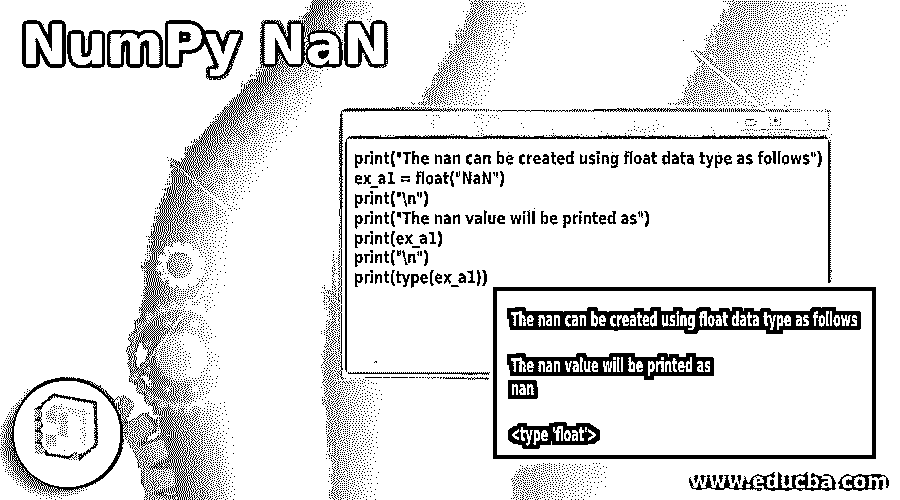 NumPy NaN
print("The nan can be created using float data type as follows")
ex_a1 = float("NaN")
print("\n")
print("The nan value will be printed as")
print(ex_a1)
print("\n")
print(type(ex_a1))
The nan can be created using float data type as follows
The nan value will be printed as
nan
<type 'float'>
www.educba.com